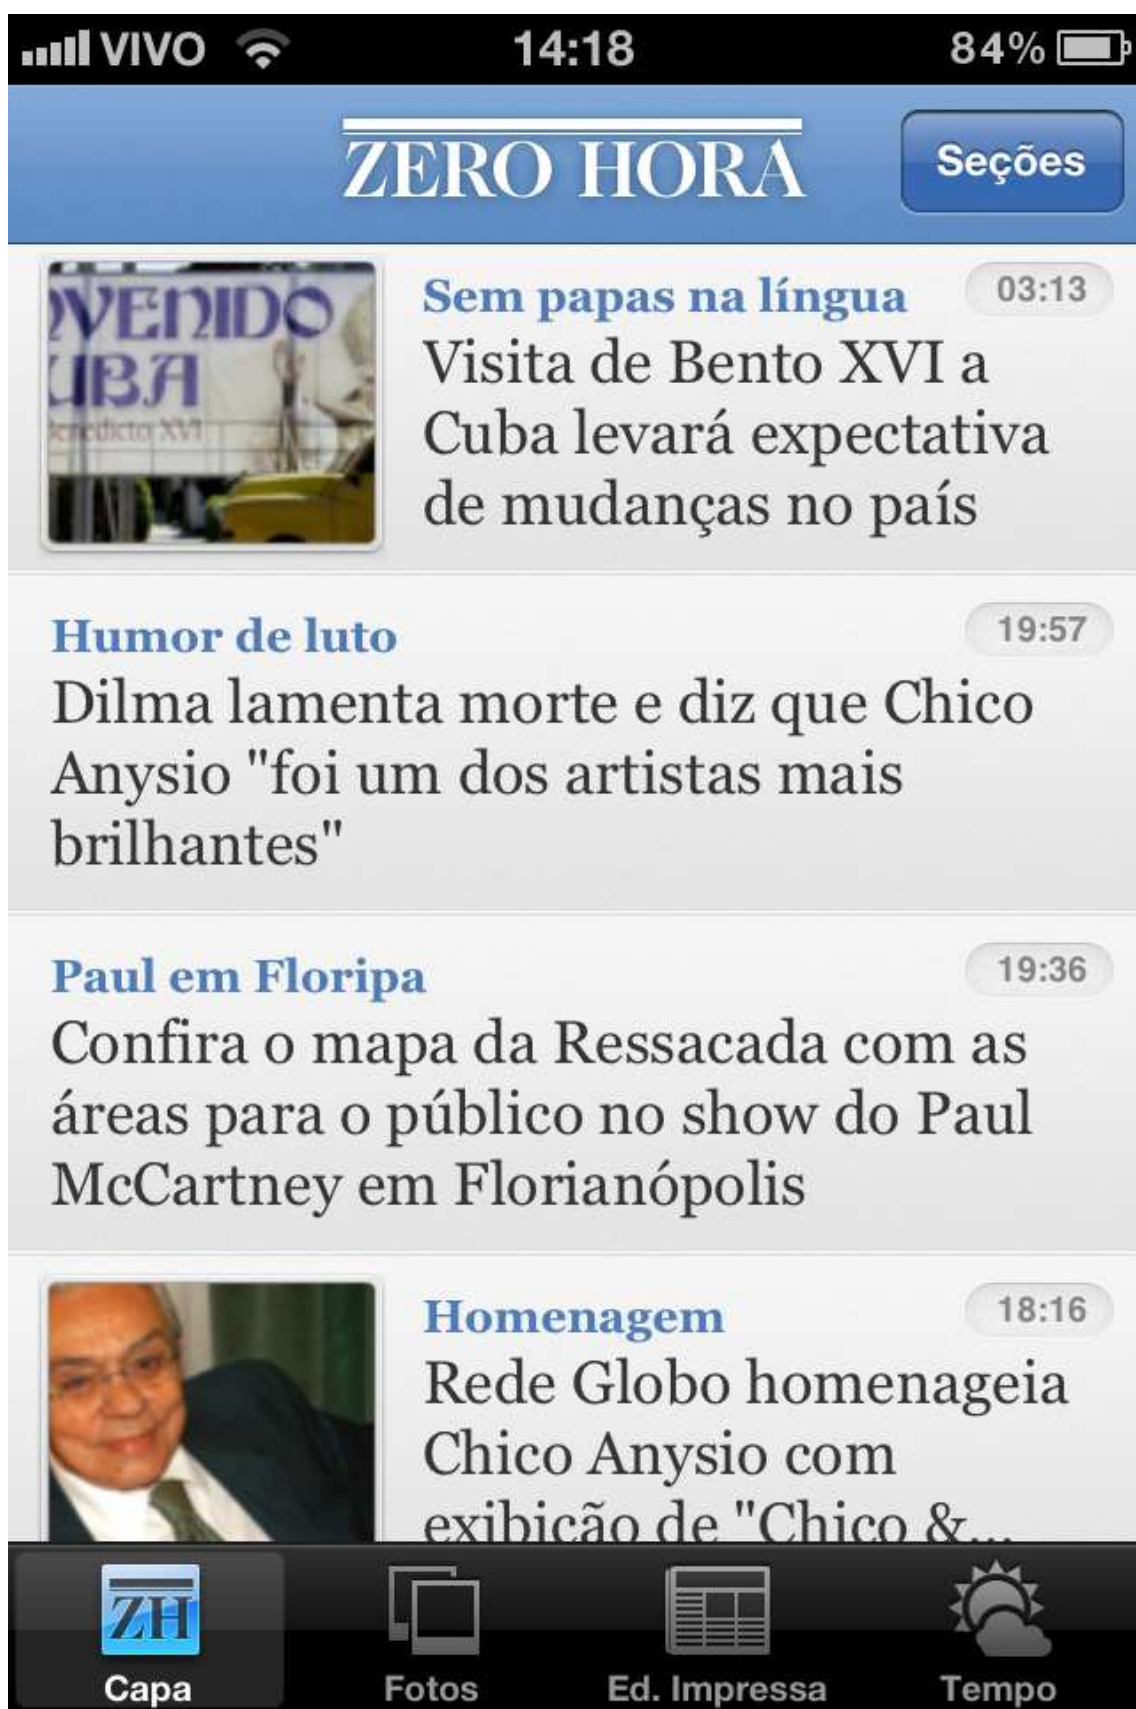 VIVO 14:18 84%
ZERO HORA
Seções
NVENIDO
UBA
Benedicto XVI
Sem papas na língua 03:13
Visita de Bento XVI a
Cuba levará expectativa
de mudanças no país
Humor de luto 19:57
Dilma lamenta morte e diz que Chico
Anysio "foi um dos artistas mais
brilhantes"
Paul em Floripa 19:36
Confira o mapa da Ressacada com as
áreas para o público no show do Paul
McCartney em Florianópolis
Homenagem 18:16
Rede Globo homenageia
Chico Anysio com
exibição de "Chico &...
ZH
Capa Fotos Ed. Impressa Tempo